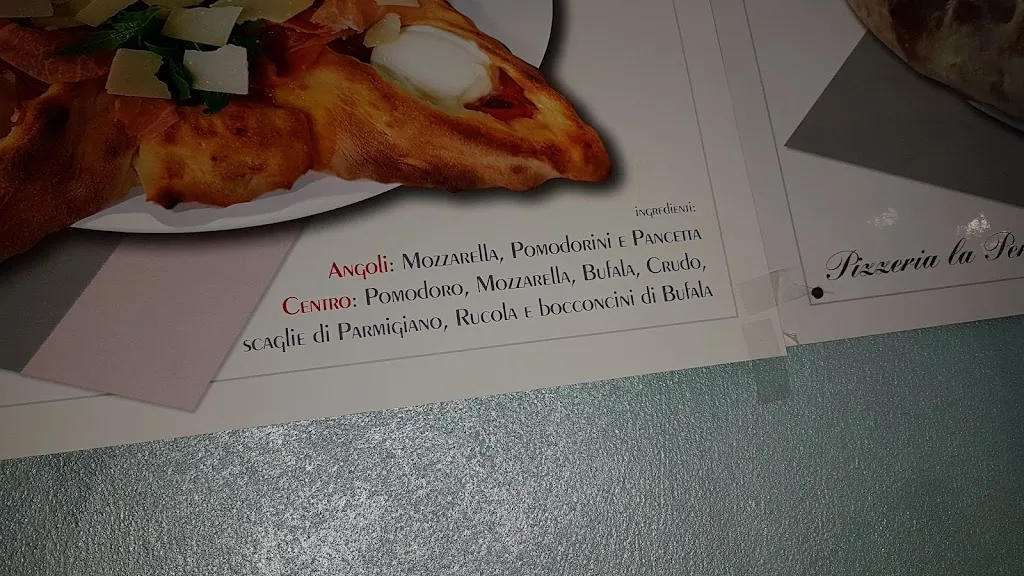 ingredienti:
Angoli: Mozzarella, Pomodorini e Pancetta
Centro: Pomodoro, Mozzarella, Bufala, Crudo,
scaglie di Parmigiano, Rucola e bocconcini di Bufala
Pizzeria la